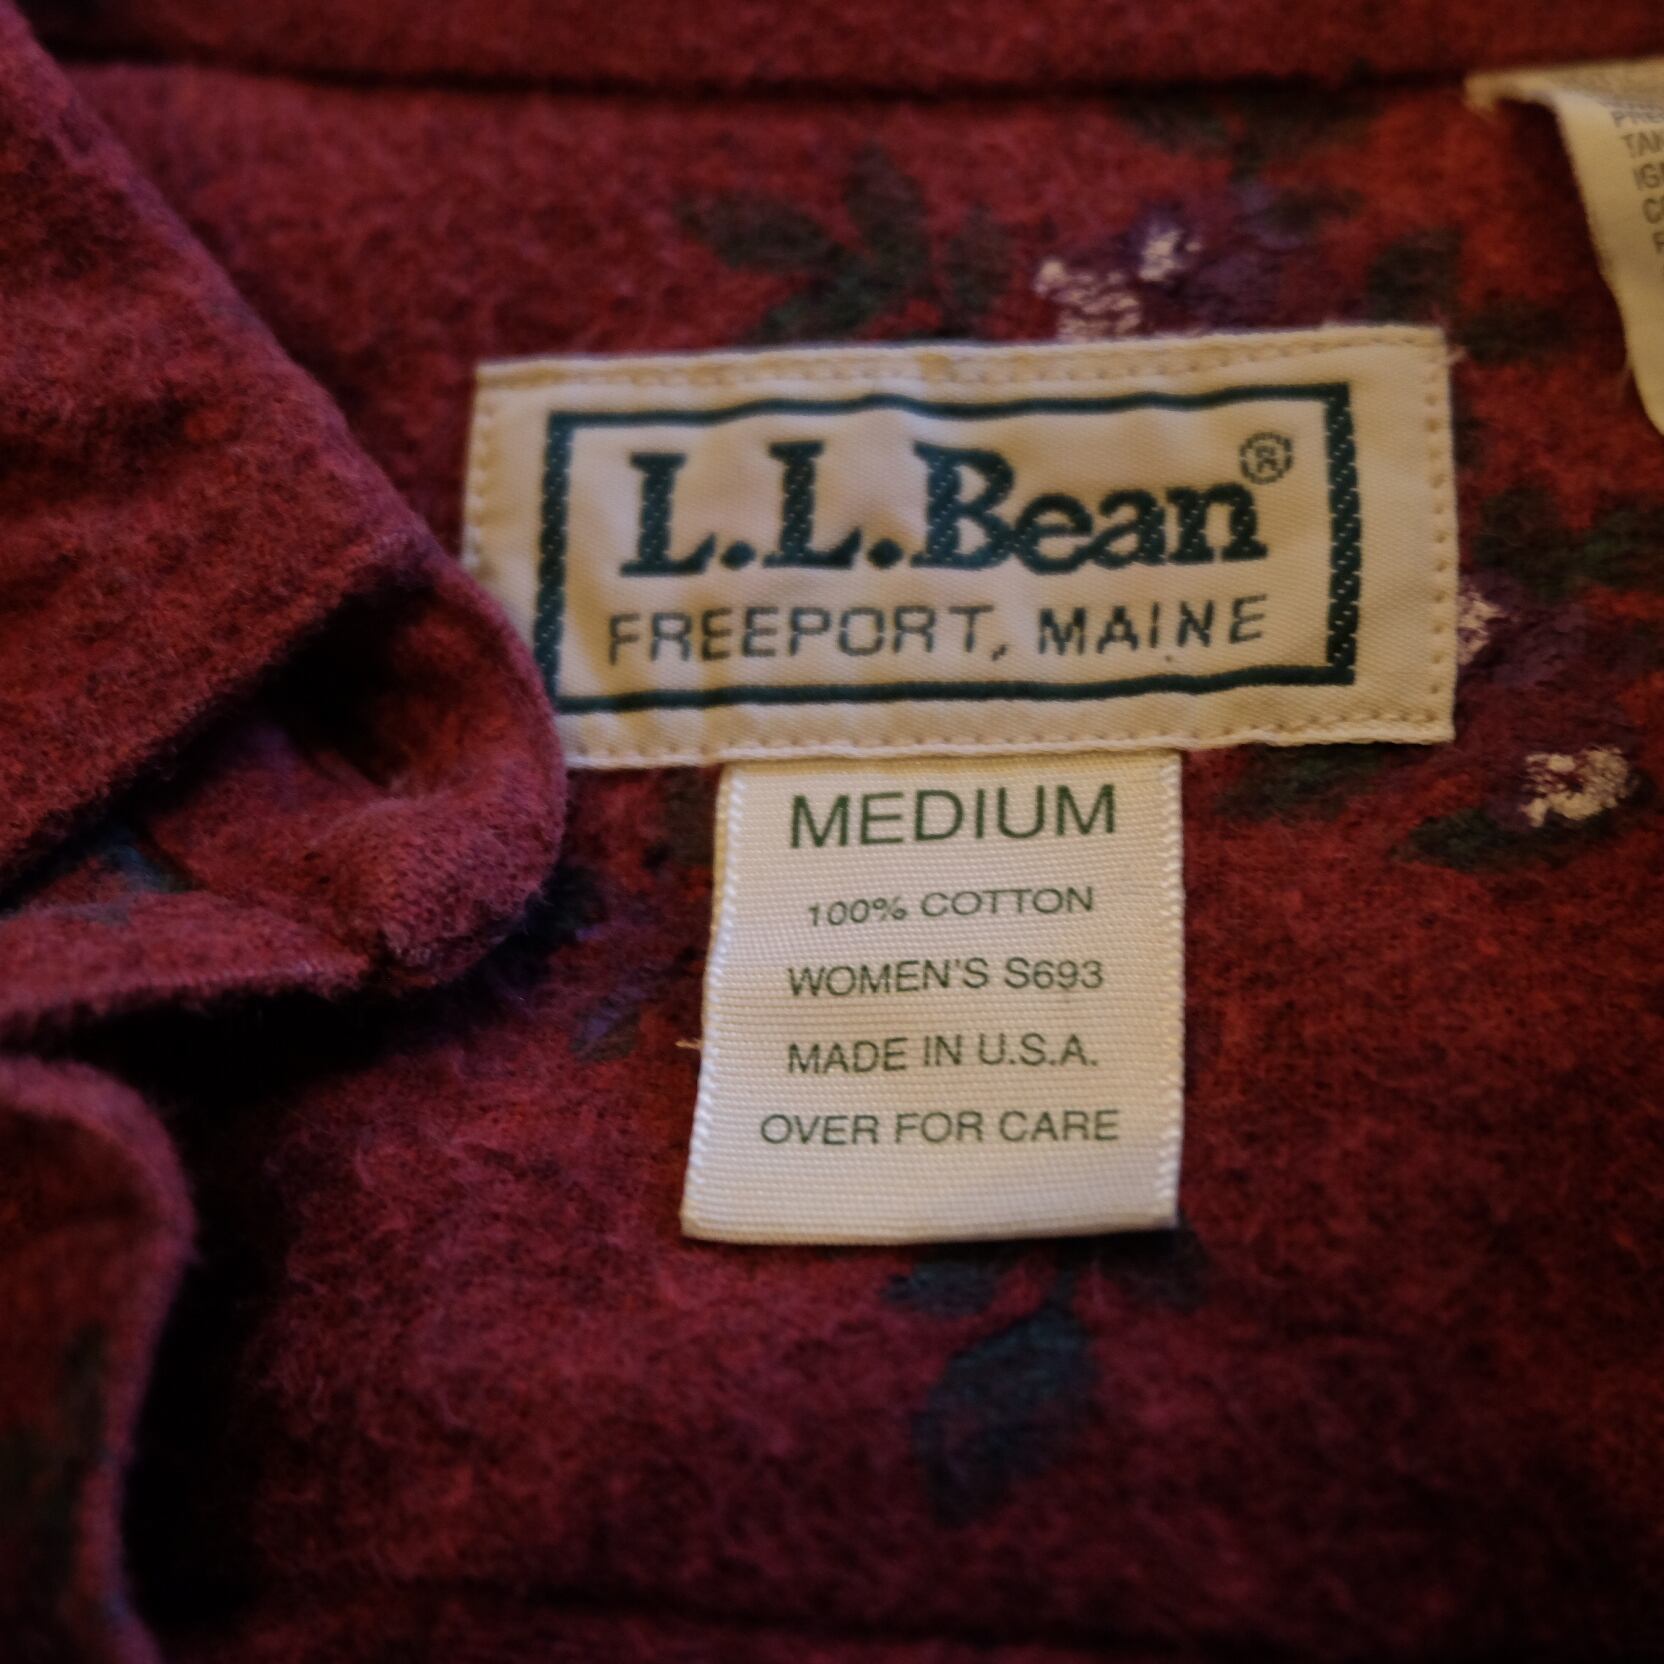 L.L.Bean®
FREEPORT, MAINE
MEDIUM
100% COTTON
WOMEN'S S693
MADE IN U.S.A.
OVER FOR CARE